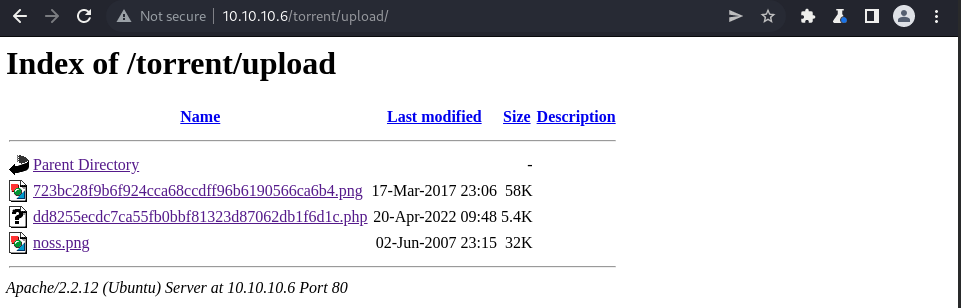 Not secure | 10.10.10.6/torrent/upload/
Index of /torrent/upload
Name Last modified Size Description
Parent Directory -
723bc28f9b6f924cca68ccdff96b6190566ca6b4.png 17-Mar-2017 23:06 58K
dd8255ecdc7ca55fb0bbf81323d87062db1f6d1c.php 20-Apr-2022 09:48 5.4K
noss.png 02-Jun-2007 23:15 32K
Apache/2.2.12 (Ubuntu) Server at 10.10.10.6 Port 80